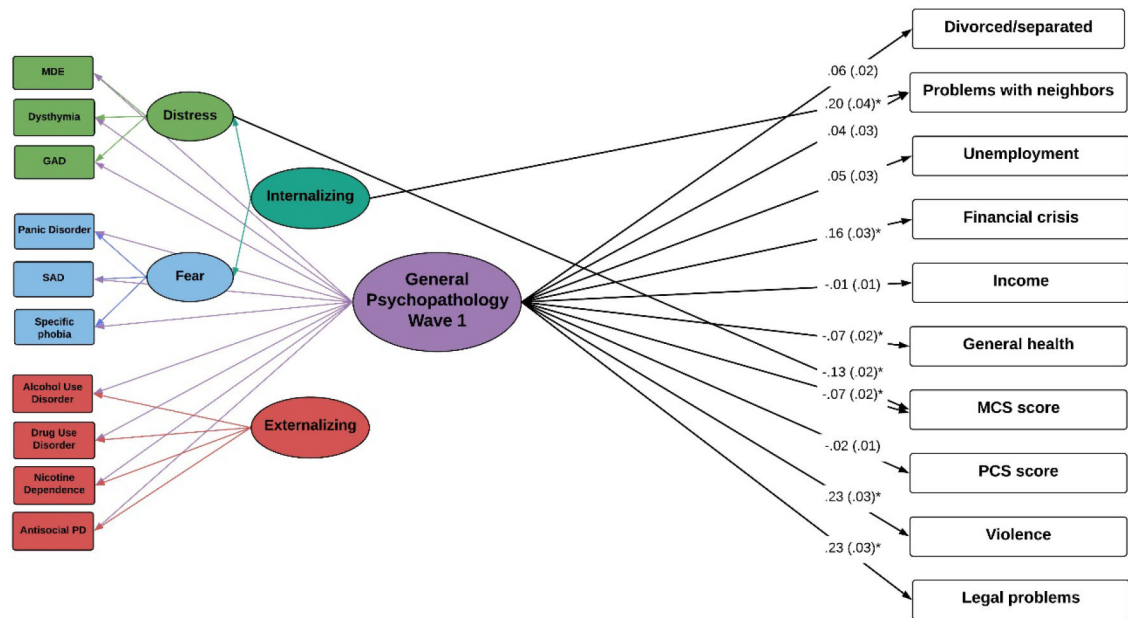 Divorced/separated
Problems with neighbors
Unemployment
Financial crisis
Income
General health
MCS score
PCS score
Violence
Legal problems
.06 (.02)
.20 (.04)*
.04 (.03)
.05 (.03)
.16 (.03)*
-.01 (.01)
-.07 (.02)*
-.13 (.02)*
-.07 (.02)*
-.02 (.01)
.23 (.03)*
.23 (.03)*
MDE
Dysthymia
GAD
Panic Disorder
SAD
Specific
phobia
Alcohol Use
Disorder
Drug Use
Disorder
Nicotine
Dependence
Antisocial PD
Distress
Internalizing
Fear
Externalizing
General
Psychopathology
Wave 1